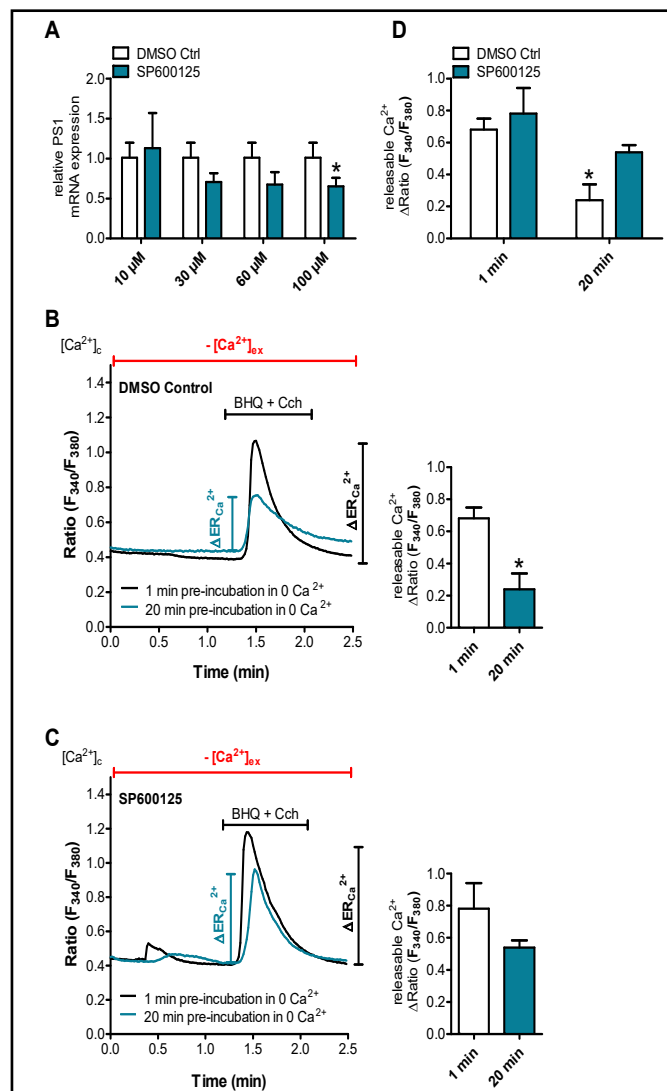 A
DMSO Ctrl
SP600125
relative PS1
mRNA expression
2.0
1.5
1.0
0.5
0.0
*
10 µM
30 µM
60 µM
100 µM
D
DMSO Ctrl
SP600125
releasable Ca2+
ΔRatio (F340/F380)
0.8
0.6
0.4
0.2
0.0
*
1 min
20 min
B
[Ca2+]c
- [Ca2+]ex
DMSO Control
BHQ + Cch
Ratio (F340/F380)
1.4
1.2
1.0
0.8
0.6
0.4
0.2
0.0
ΔERCa2+
ΔERCa2+
1 min pre-incubation in 0 Ca2+
20 min pre-incubation in 0 Ca2+
0.0 0.5 1.0 1.5 2.0 2.5
Time (min)
releasable Ca2+
ΔRatio (F340/F380)
0.8
0.6
0.4
0.2
0.0
*
1 min
20 min
C
[Ca2+]c
- [Ca2+]ex
SP600125
BHQ + Cch
Ratio (F340/F380)
1.4
1.2
1.0
0.8
0.6
0.4
0.2
0.0
ΔERCa2+
ΔERCa2+
1 min pre-incubation in 0 Ca2+
20 min pre-incubation in 0 Ca2+
0.0 0.5 1.0 1.5 2.0 2.5
Time (min)
releasable Ca2+
ΔRatio (F340/F380)
1.0
0.8
0.6
0.4
0.2
0.0
1 min
20 min